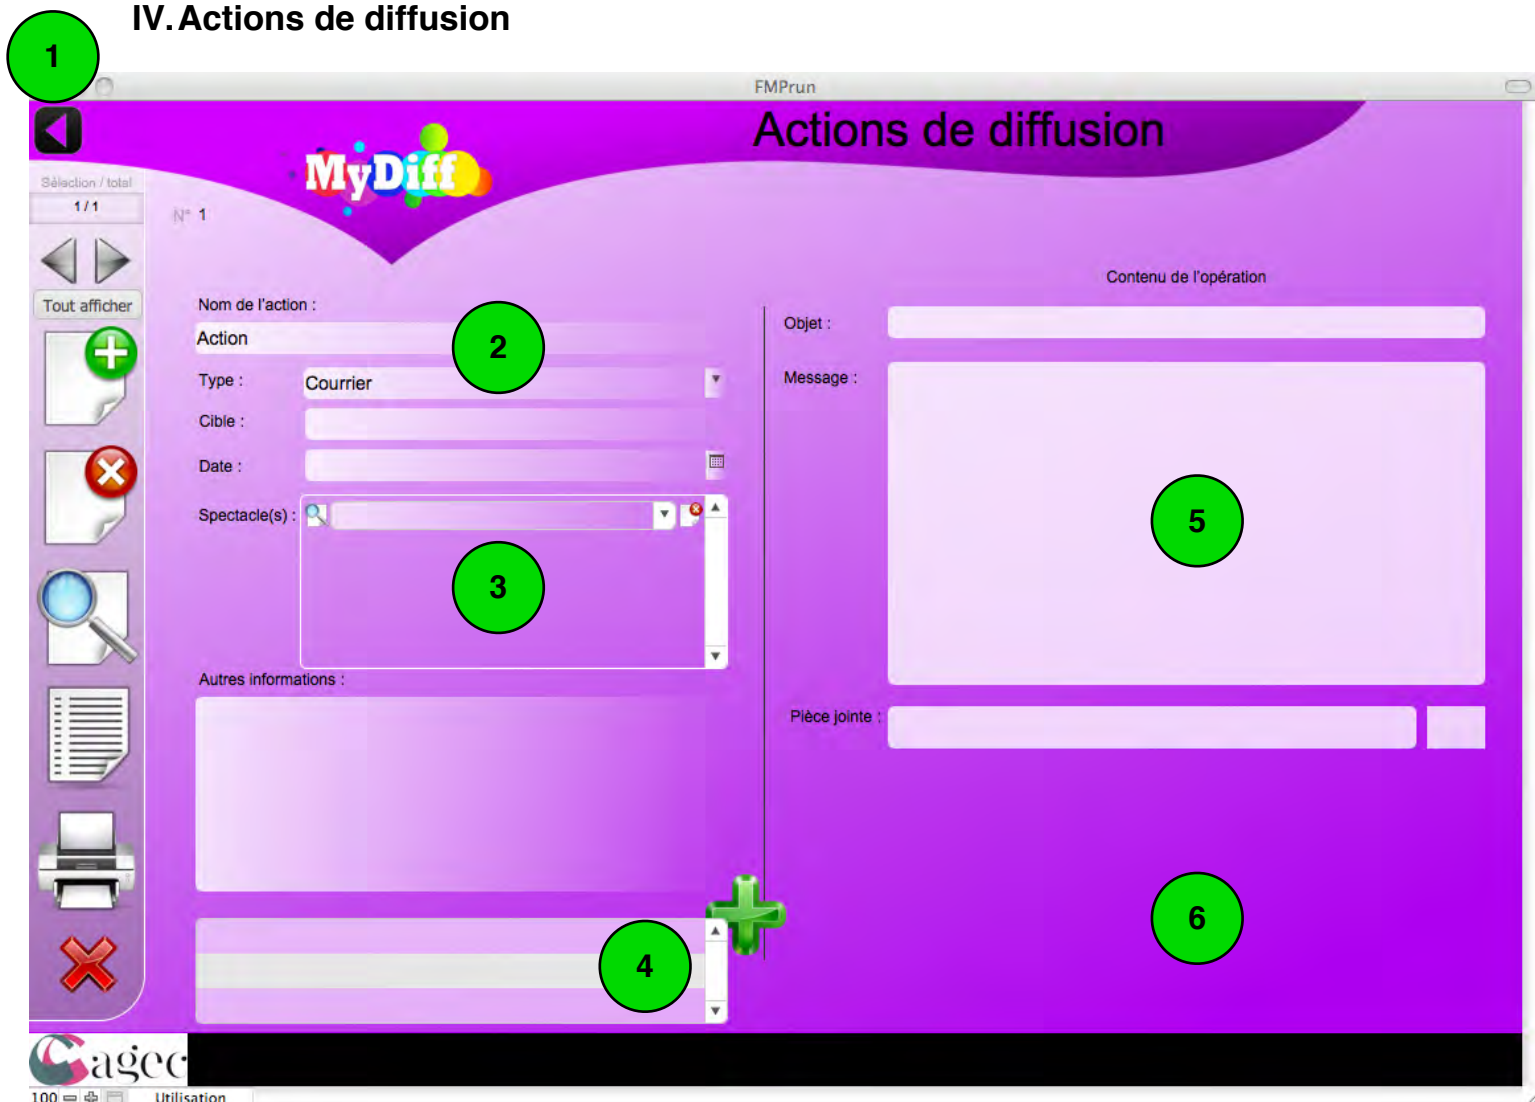 IV. Actions de diffusion
1
FMPrun
Actions de diffusion
MyDiff
Sélection / total
1 / 1
N° 1
Tout afficher
Contenu de l'opération
Nom de l'action :
Action
2
Objet :
Type :
Courrier
Message :
Cible :
Date :
Spectacle(s) :
3
5
Autres informations :
Pièce jointe :
4
6
agec
100
Utilisation